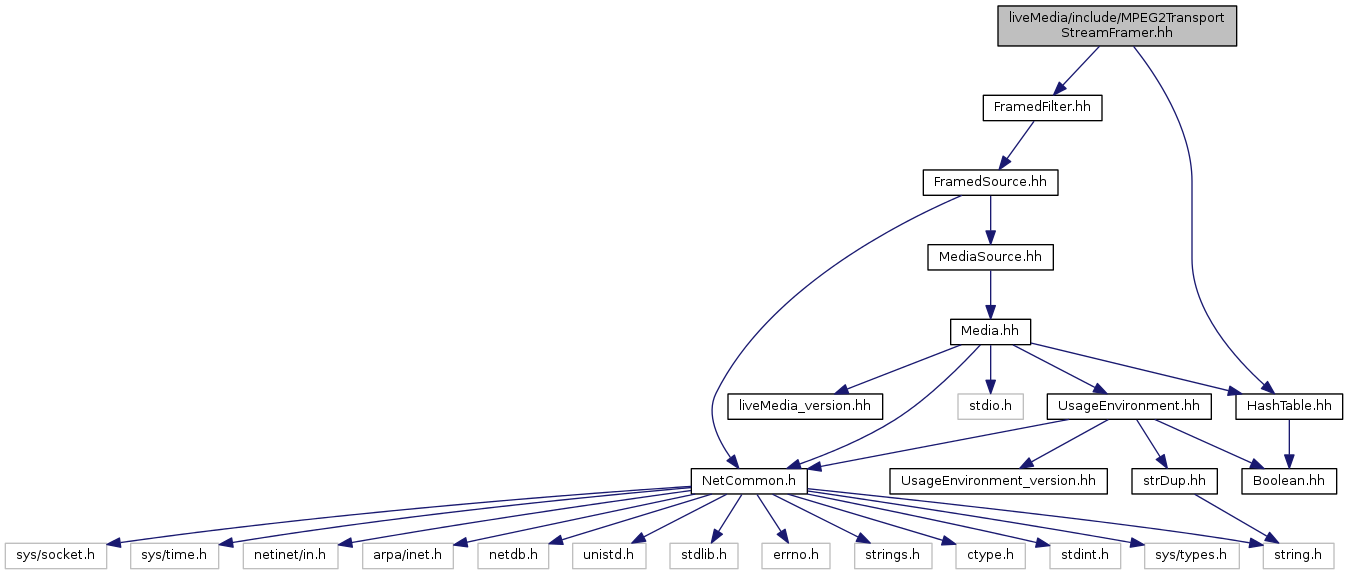 liveMedia/include/MPEG2Transport
StreamFramer.hh
FramedFilter.hh
FramedSource.hh
MediaSource.hh
Media.hh
liveMedia_version.hh
stdio.h
UsageEnvironment.hh
HashTable.hh
NetCommon.h
UsageEnvironment_version.hh
strDup.hh
Boolean.hh
sys/socket.h
sys/time.h
netinet/in.h
arpa/inet.h
netdb.h
unistd.h
stdlib.h
errno.h
strings.h
ctype.h
stdint.h
sys/types.h
string.h